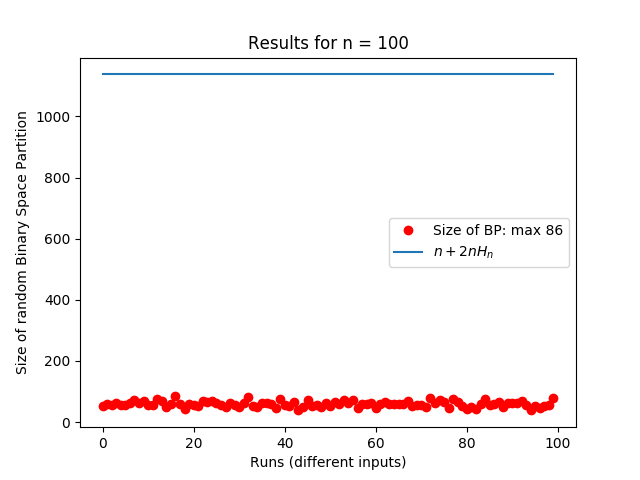 Results for n = 100
Size of random Binary Space Partition
1000
800
600
400
200
0
Size of BP: max 86
n + 2nHₙ
0 20 40 60 80 100
Runs (different inputs)